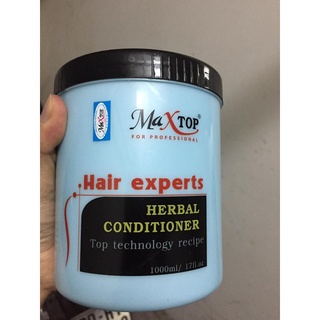 MaXTOP®
FOR PROFESSIONAL
Hair experts
HERBAL
CONDITIONER
Top technology recipe
1000ml/ 17fl.oz